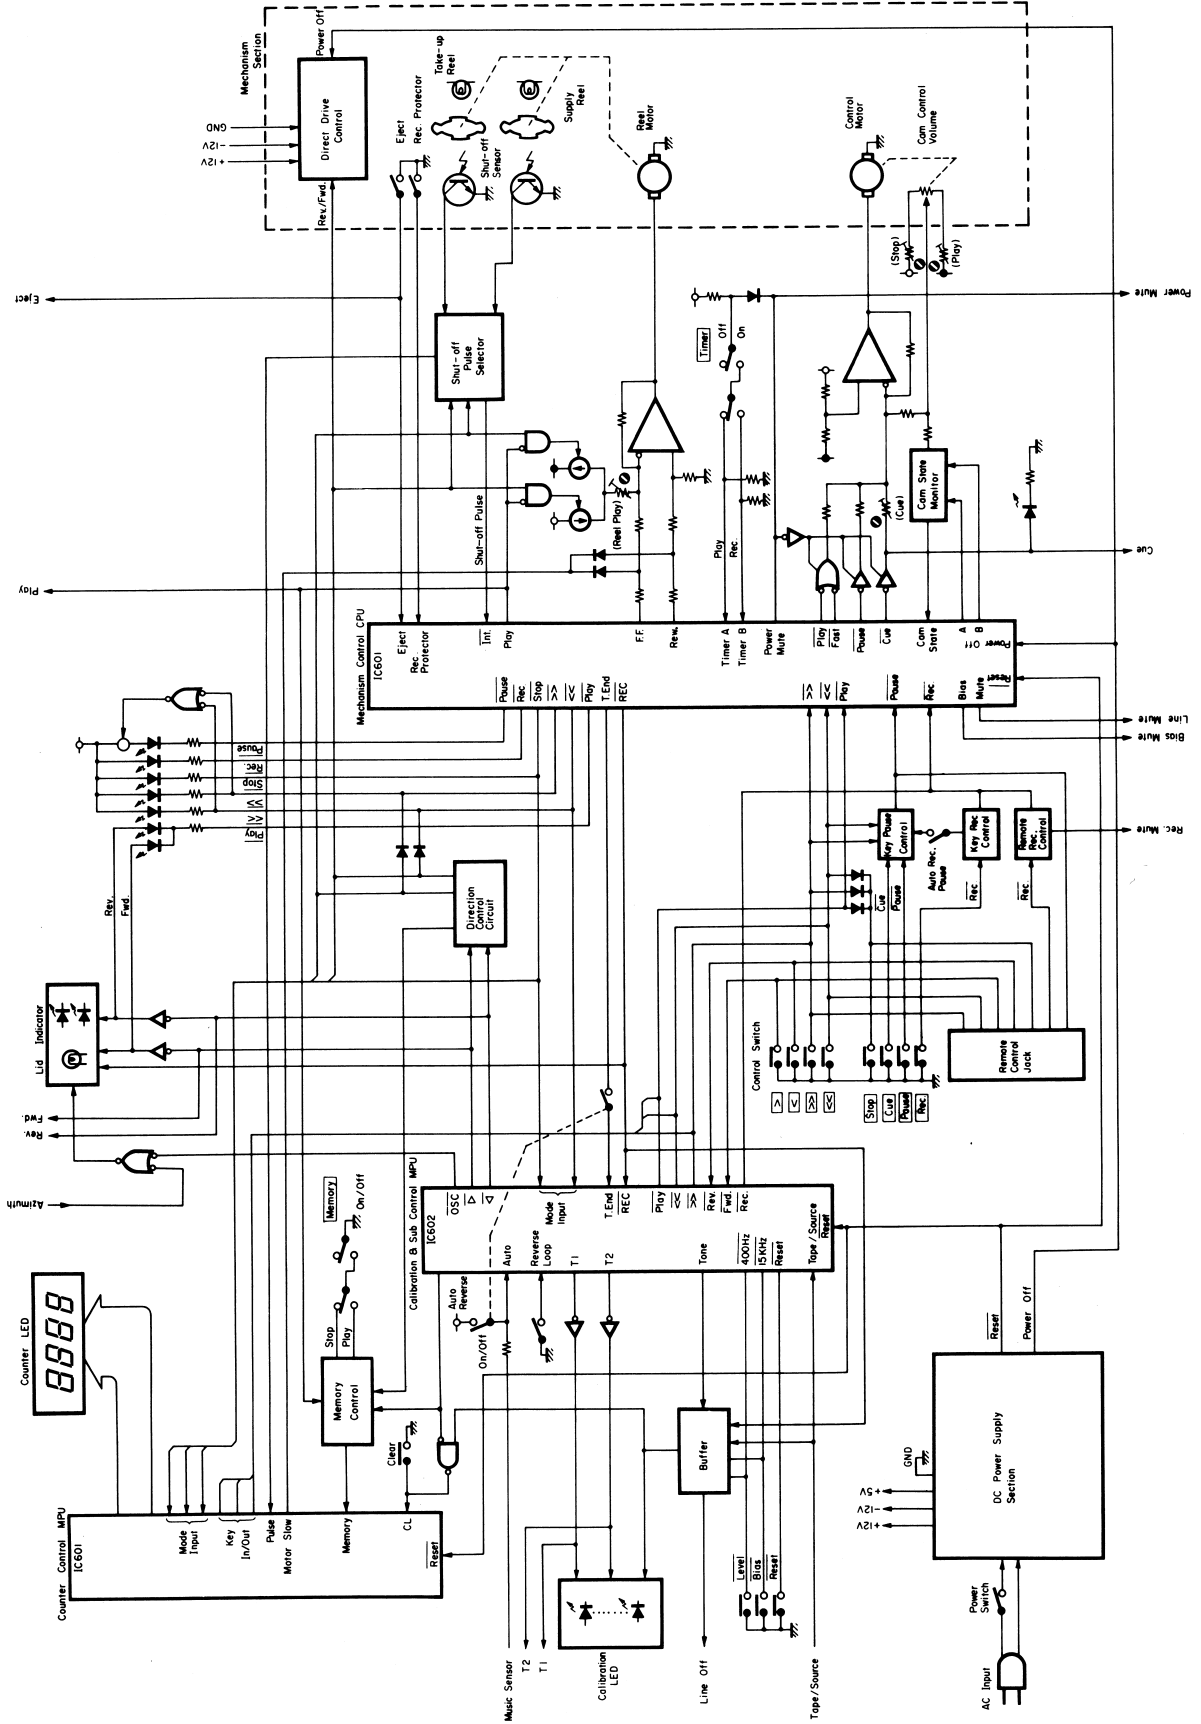 Mechanism
Section
Power Off
Direct Drive
Control
GND
-12V
+12V
Rev./Fwd.
Eject
Rec. Protector
Take-up
Reel
Shut-off
Sensor
Supply
Reel
Reel
Motor
Control
Motor
Cam Control
Volume
(Stop)
(Play)
Eject
Shut-off
Pulse
Selector
Timer
Off
On
Power Mute
Shut-off Pulse
(Reel Play)
Play
Rec.
(Cue)
Cam State
Monitor
Cue
Play
Mechanism Control CPU
IC601
Eject
Rec.
Protector
Int.
Play
F.F.
Rew.
Timer A
Timer B
Power
Mute
Play
Fast
Pause
Cue
Cam
State
A
B
Power Off
Pause
Rec
Stop
>>
<<
Play
T.End
REC
>>
<<
Play
Pause
Rec.
Bias
Mute
Reset
Line Mute
Bias Mute
Pause
Rec.
Stop
>>
<<
Play
Rev.
Fwd.
Direction
Control
Circuit
Key Pause
Control
Auto Rec.
Pause
Key Rec
Control
Remote
Rec.
Control
Rec. Mute
Cue
Pause
Rec
Rec
Lid Indicator
Control Switch
>
<
>>
<<
Stop
Cue
Pause
Rec.
Remote
Control
Jack
Fwd.
Rev.
Azimuth
Memory
On/Off
Calibration & Sub Control MPU
IC602
OSC
▷
◁
Mode
Input
T.End
REC
Play
<<
>>
Rev.
Fwd.
Rec.
Auto
Reverse
Loop
T1
T2
Tone
400Hz
15KHz
Reset
Tape/Source
Reset
Counter LED
8888
Stop
Play
Memory
Control
Auto
Reverse
On/Off
Clear
Buffer
Reset
Power Off
Counter Control MPU
IC601
Mode
Input
Key
In/Out
Pulse
Motor Slow
Memory
CL
Reset
GND
+5V
-12V
+12V
DC Power Supply
Section
Music Sensor
T2
T1
Calibration
LED
Line Off
Level
Bias
Reset
Tape/Source
Power
Switch
AC Input